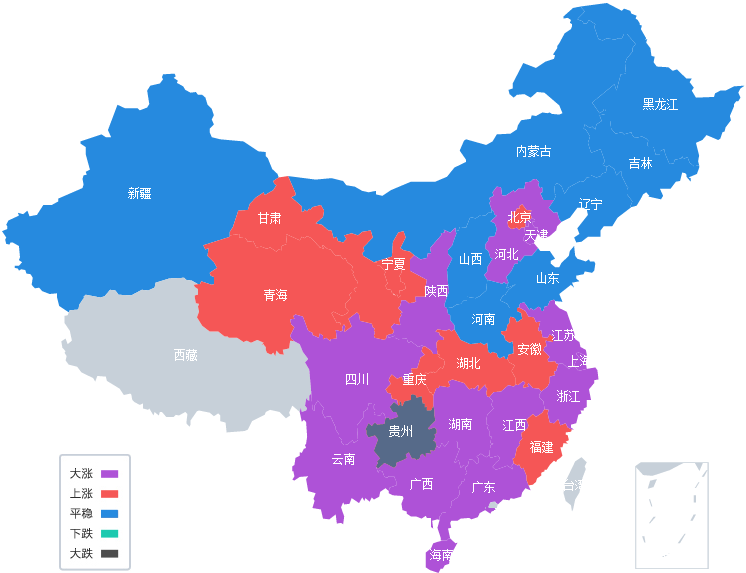 黑龙江
内蒙古
吉林
新疆
辽宁
北京
甘肃
天津
河北
山西
宁夏
山东
陕西
青海
河南
江苏
安徽
西藏
上海
湖北
四川
重庆
浙江
湖南
江西
贵州
福建
云南
广西
广东
台湾
海南
大涨
上涨
平稳
下跌
大跌